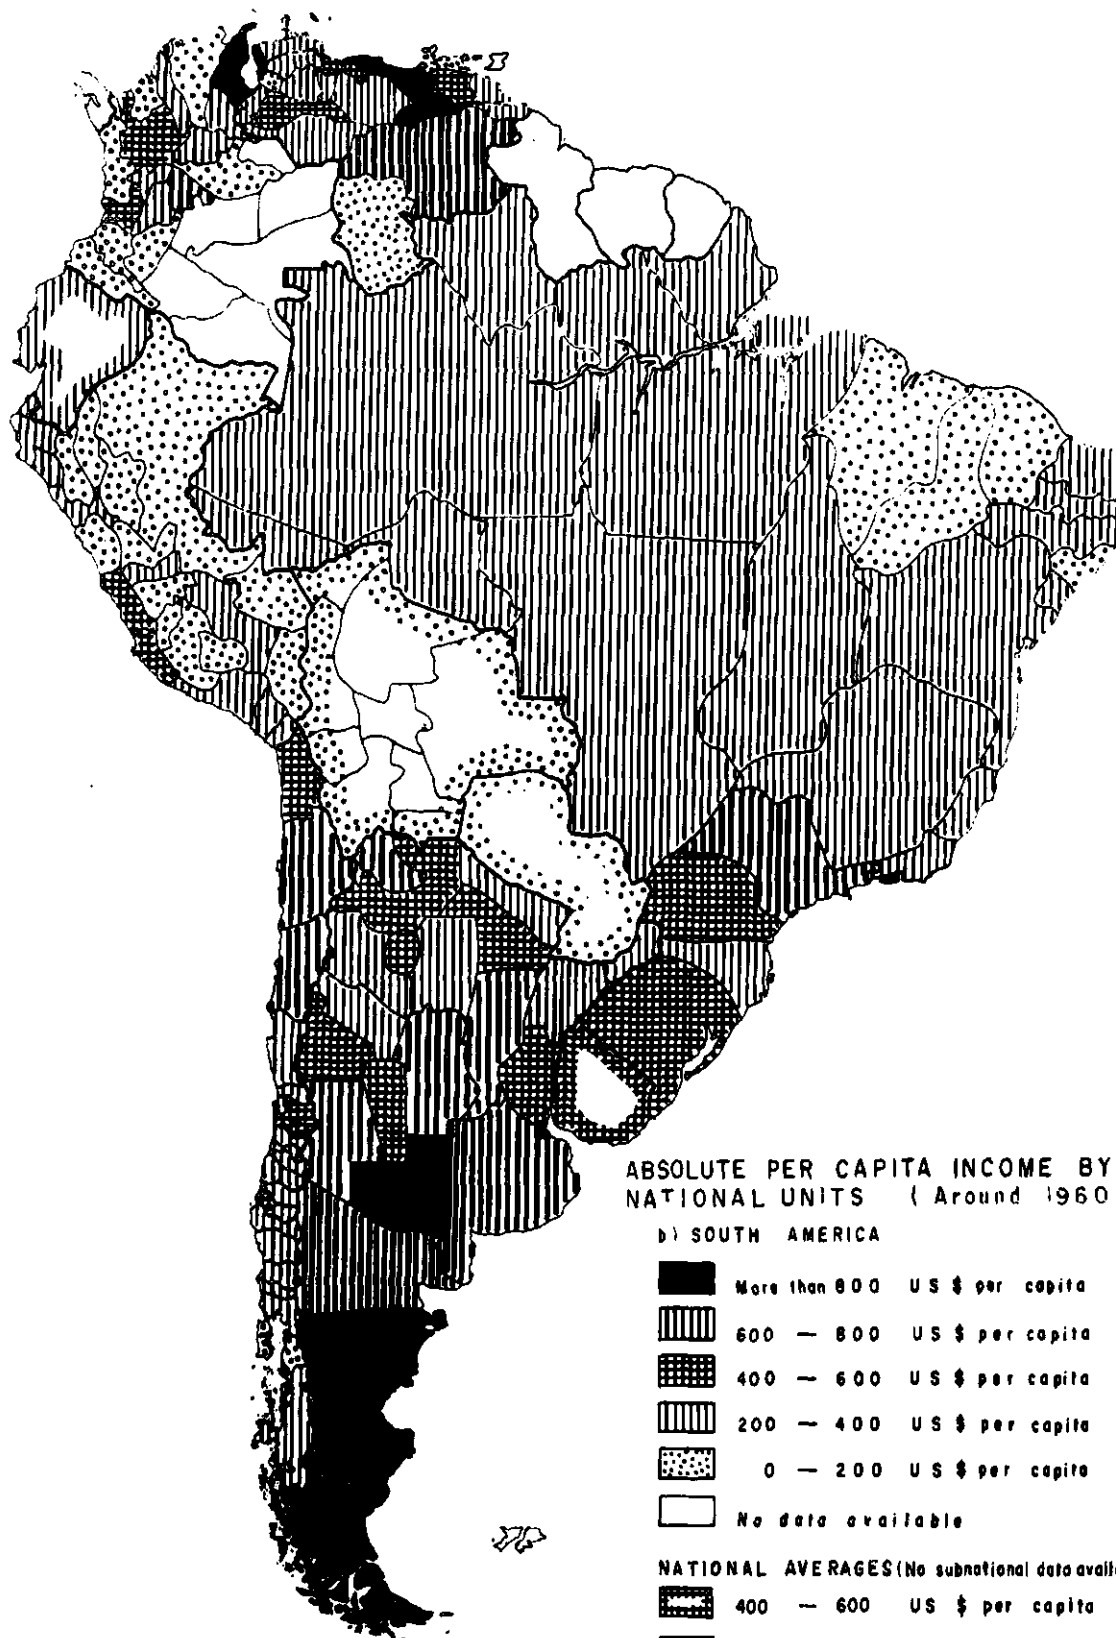 ABSOLUTE PER CAPITA INCOME BY
NATIONAL UNITS ( Around 1960
b) SOUTH AMERICA
More than 800 US $ per capita
600 — 800 US $ per capita
400 — 600 US $ per capita
200 — 400 US $ per capita
0 — 200 US $ per capita
No data available
NATIONAL AVERAGES (No subnational data avail
400 — 600 US $ per capita